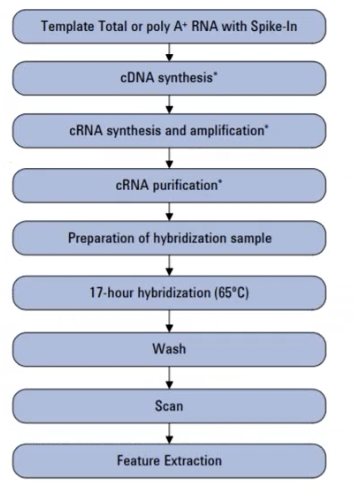 Template Total or poly A⁺ RNA with Spike-In
cDNA synthesis*
cRNA synthesis and amplification*
cRNA purification*
Preparation of hybridization sample
17-hour hybridization (65°C)
Wash
Scan
Feature Extraction